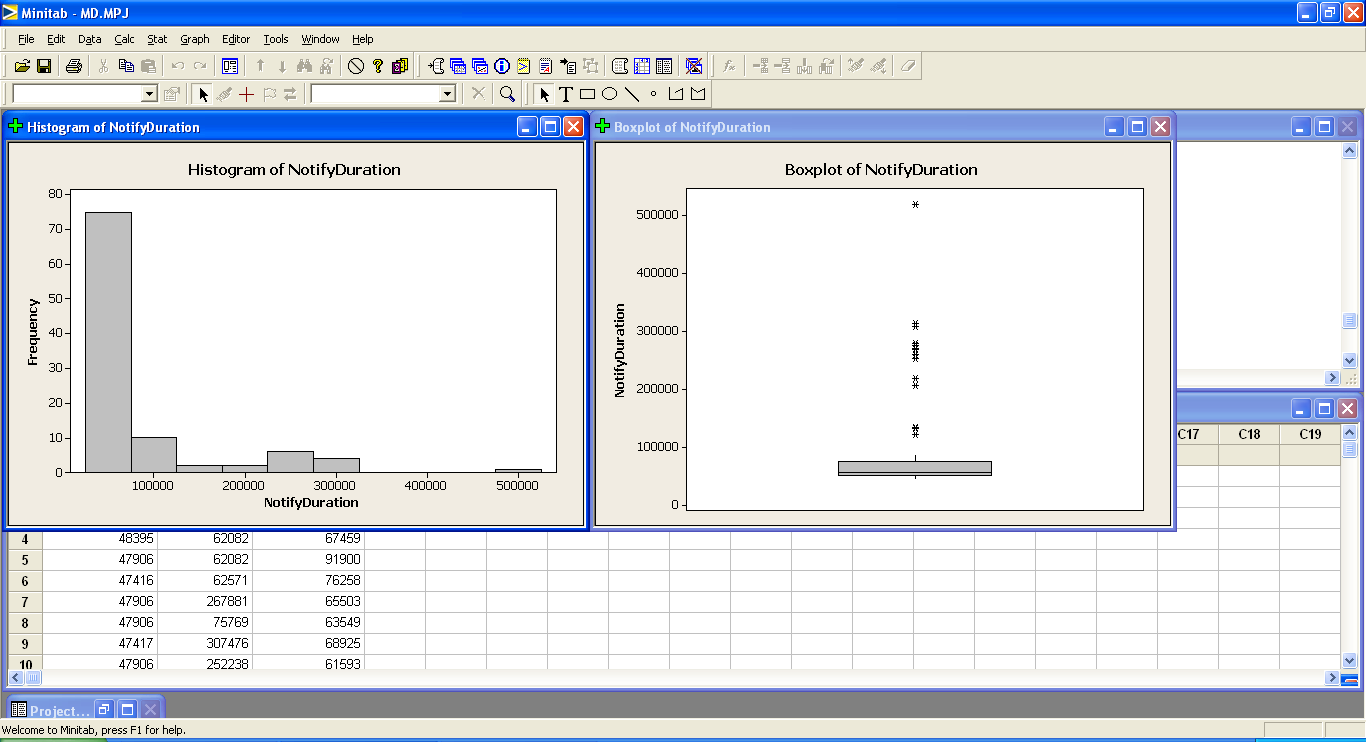 Minitab - MD.MPJ
File Edit Data Calc Stat Graph Editor Tools Window Help
Histogram of NotifyDuration
Histogram of NotifyDuration
80
70
60
50
40
30
20
10
0
Frequency
100000 200000 300000 400000 500000
NotifyDuration
Boxplot of NotifyDuration
Boxplot of NotifyDuration
500000
400000
300000
200000
100000
0
NotifyDuration
C17 C18 C19
4 48395 62082 67459
5 47906 62082 91900
6 47416 62571 76258
7 47906 267881 65503
8 47906 75769 63549
9 47417 307476 68925
10 47906 252238 61593
Project...
Welcome to Minitab, press F1 for help.